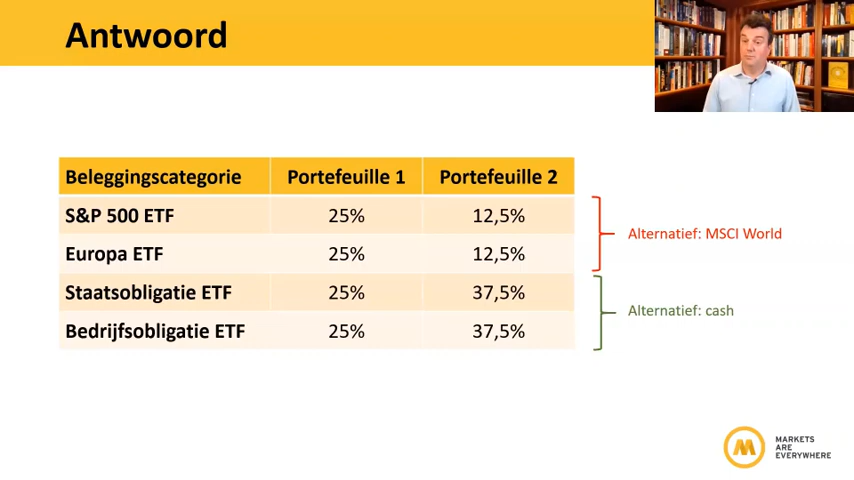 Antwoord
Beleggingscategorie Portefeuille 1 Portefeuille 2
S&P 500 ETF 25% 12,5%
Europa ETF 25% 12,5%
Alternatief: MSCI World
Staatsobligatie ETF 25% 37,5%
Alternatief: cash
Bedrijfsobligatie ETF 25% 37,5%
M
MARKETS
ARE
EVERYWHERE